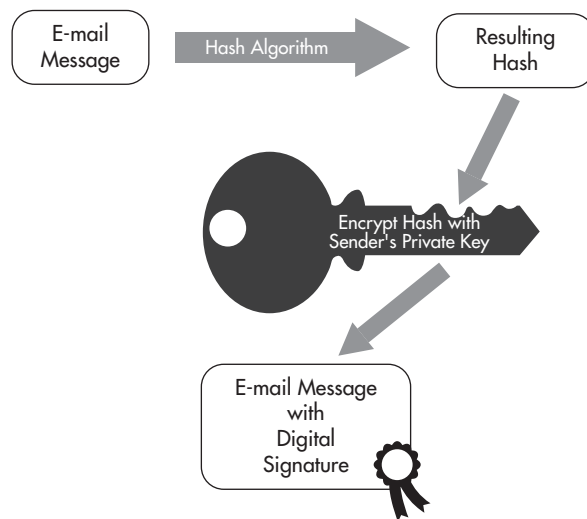 E-mail
Message
Hash Algorithm
Resulting
Hash
Encrypt Hash with
Sender's Private Key
E-mail Message
with
Digital
Signature